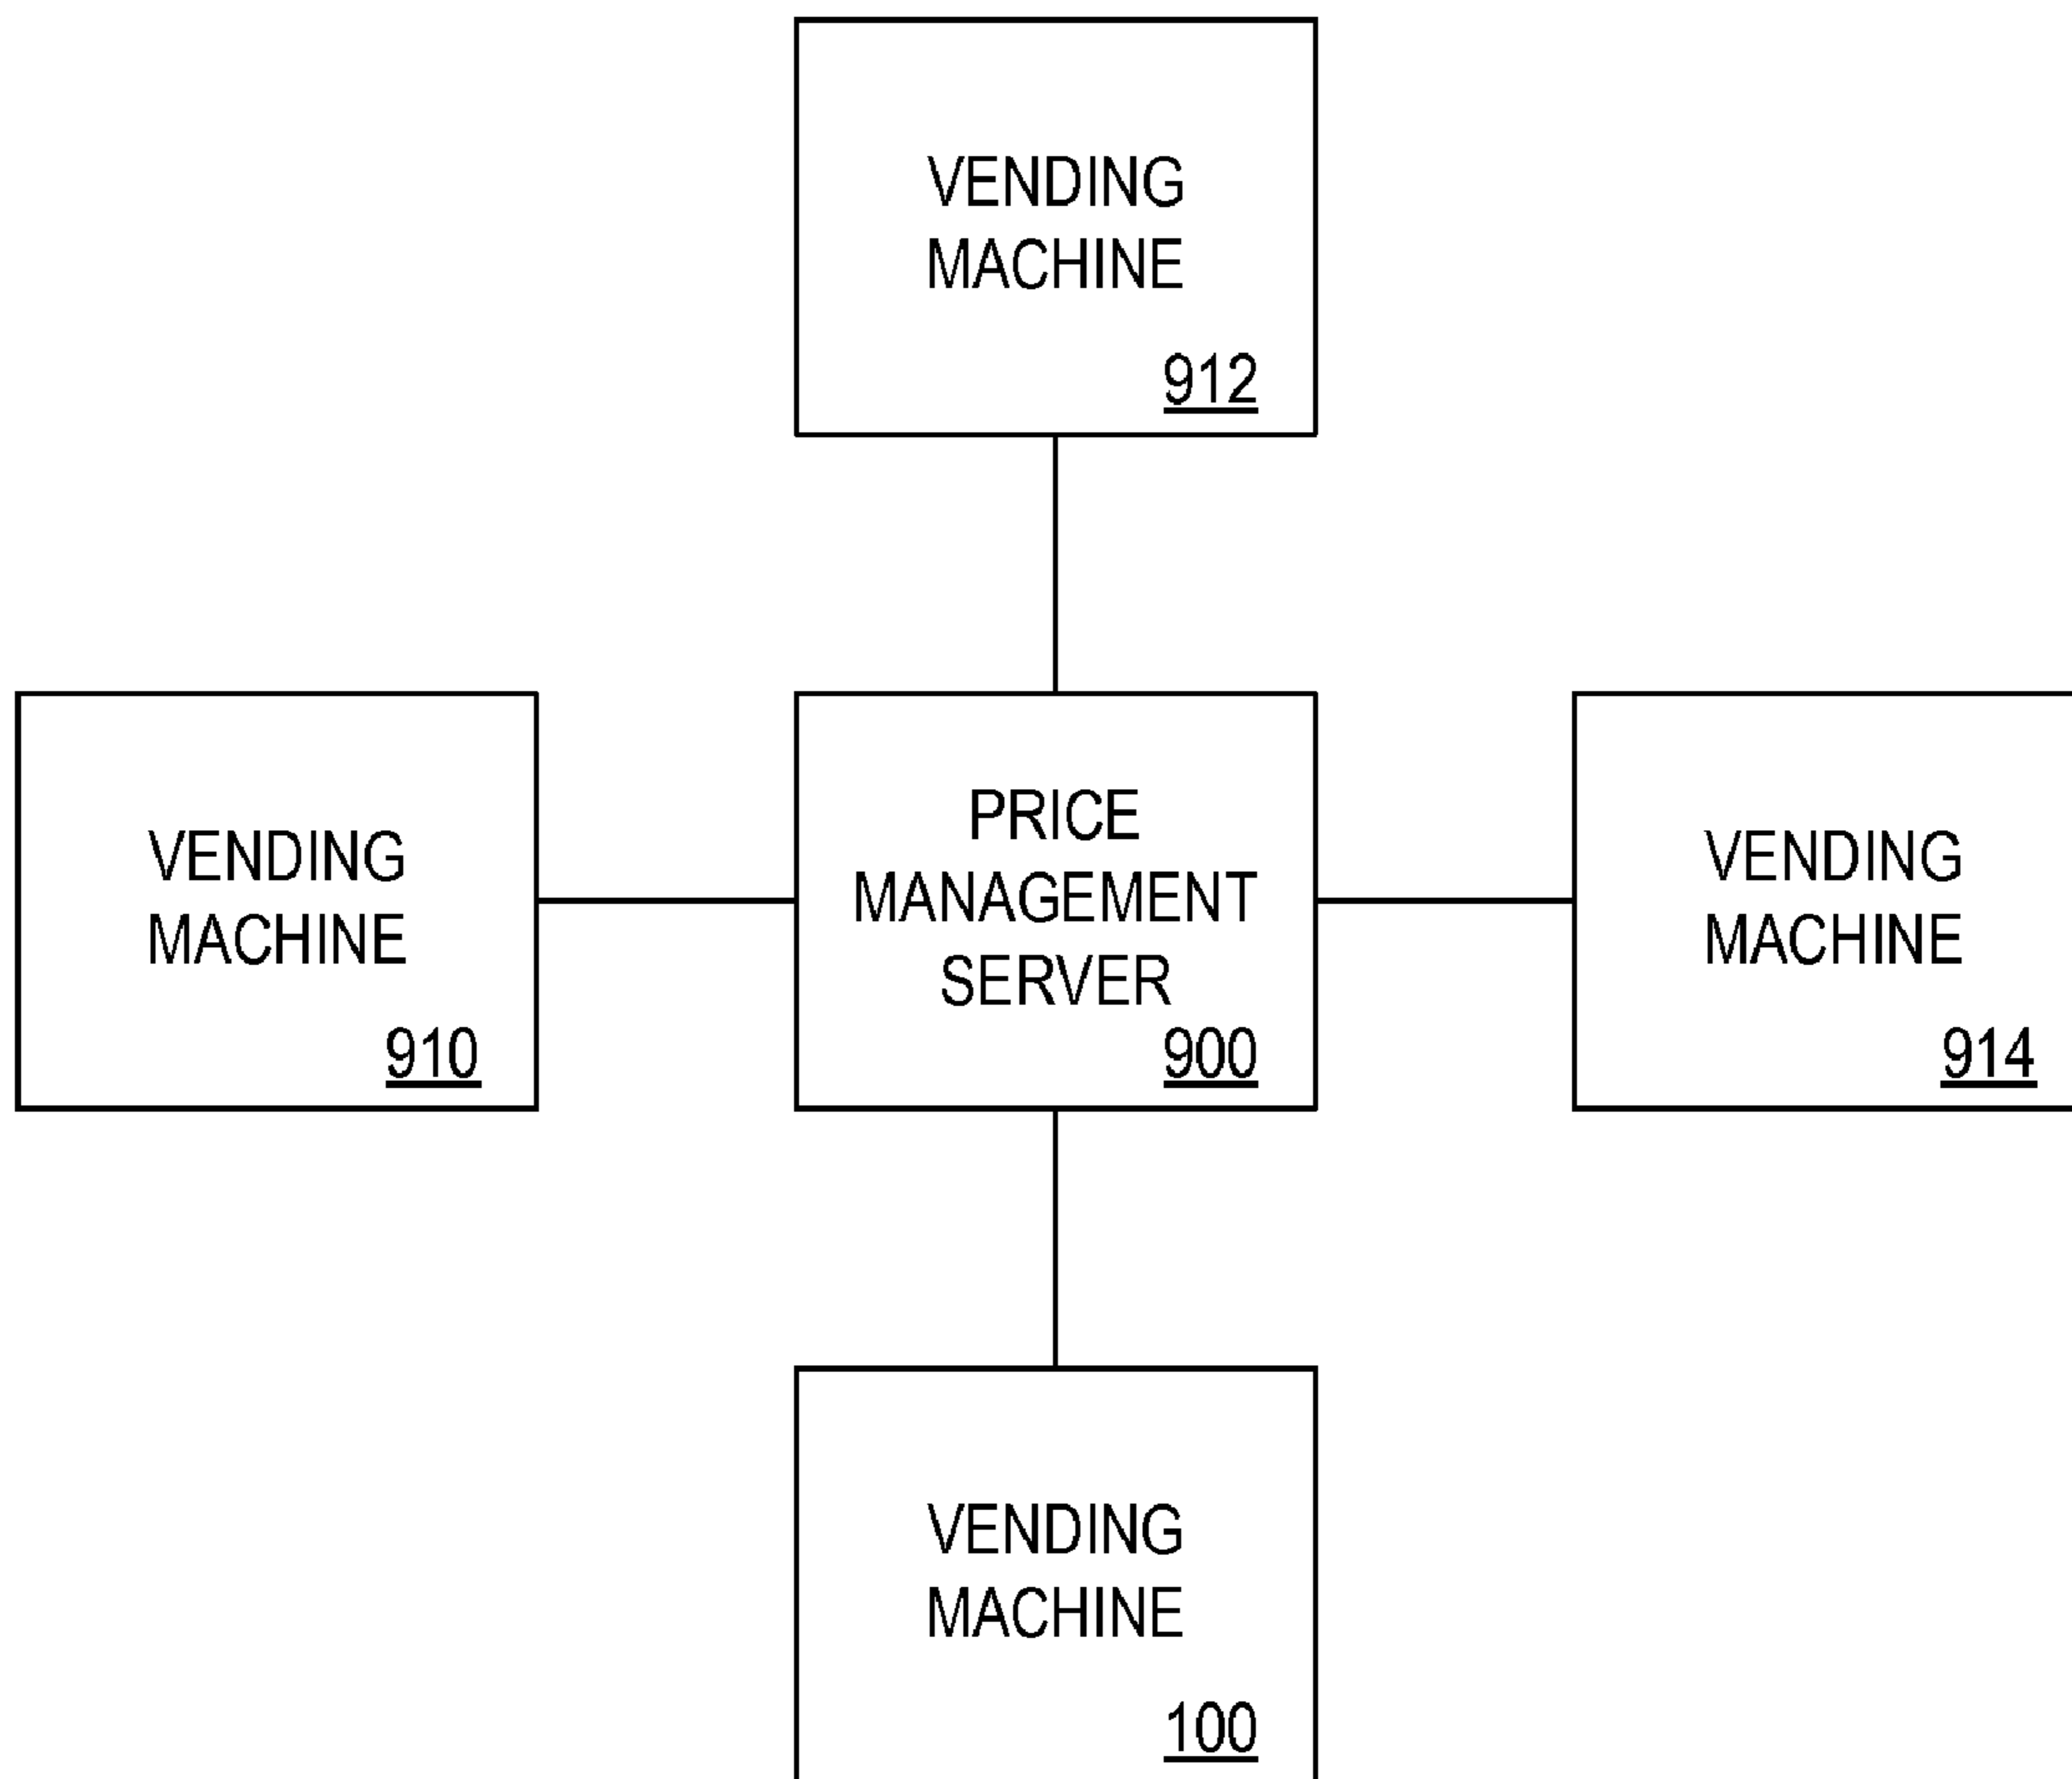 VENDING
MACHINE
912
VENDING
MACHINE
910
PRICE
MANAGEMENT
SERVER
900
VENDING
MACHINE
914
VENDING
MACHINE
100